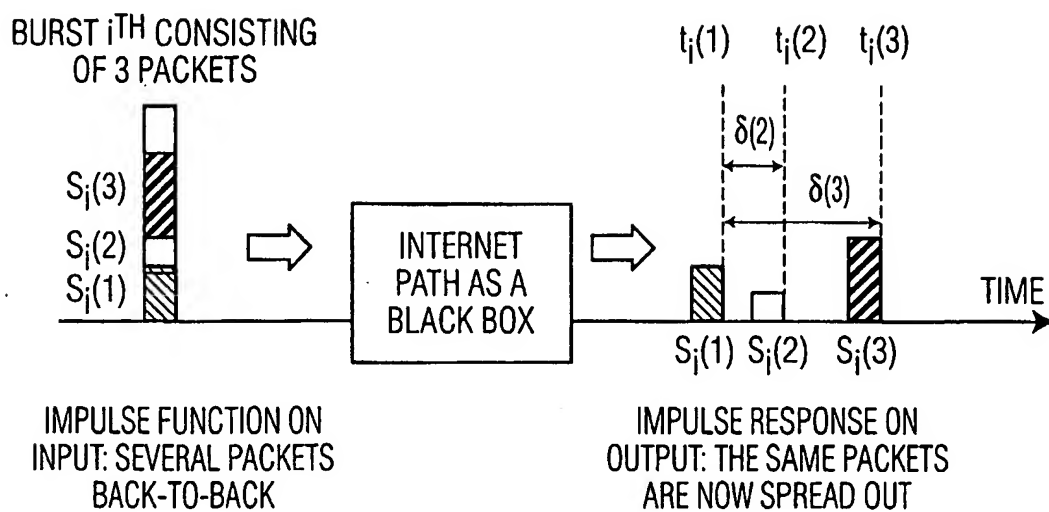 BURST iTH CONSISTING
OF 3 PACKETS
Si(3)
Si(2)
Si(1)
INTERNET
PATH AS A
BLACK BOX
ti(1) ti(2) ti(3)
δ(2)
δ(3)
TIME
Si(1) Si(2) Si(3)
IMPULSE FUNCTION ON
INPUT: SEVERAL PACKETS
BACK-TO-BACK
IMPULSE RESPONSE ON
OUTPUT: THE SAME PACKETS
ARE NOW SPREAD OUT